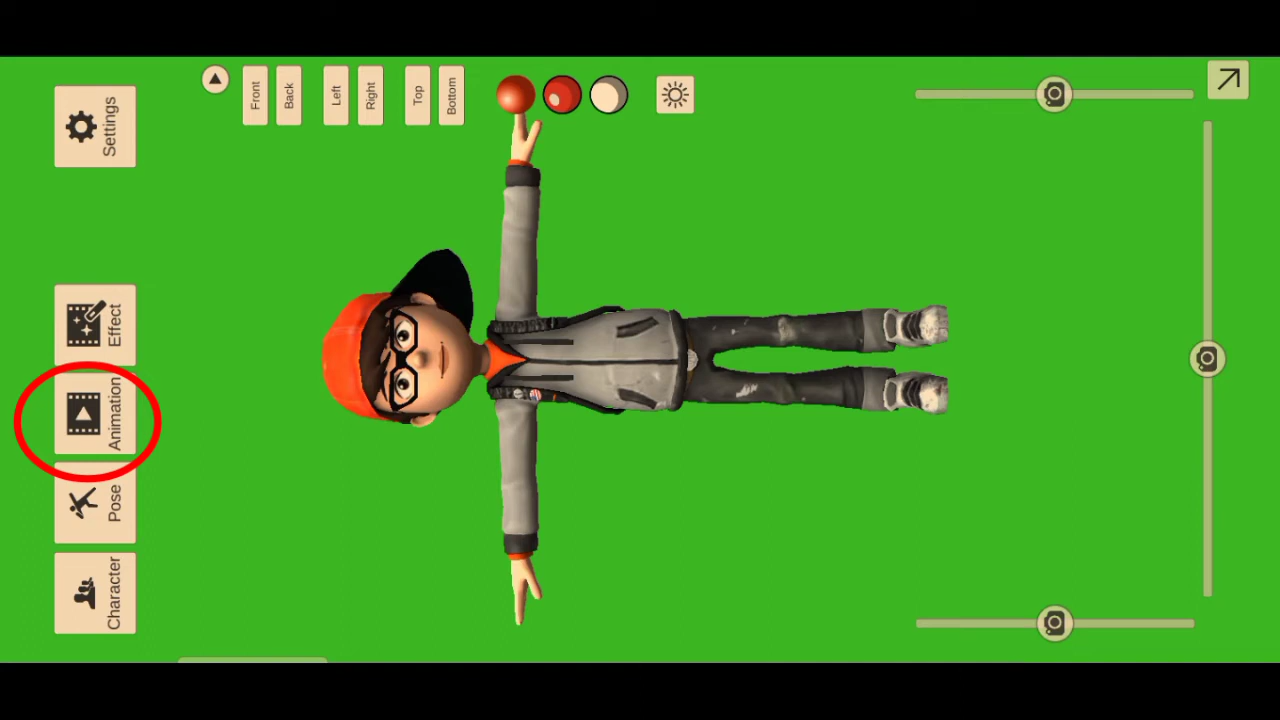 Character
Pose
Animation
Effect
Settings
Front
Back
Left
Right
Top
Bottom